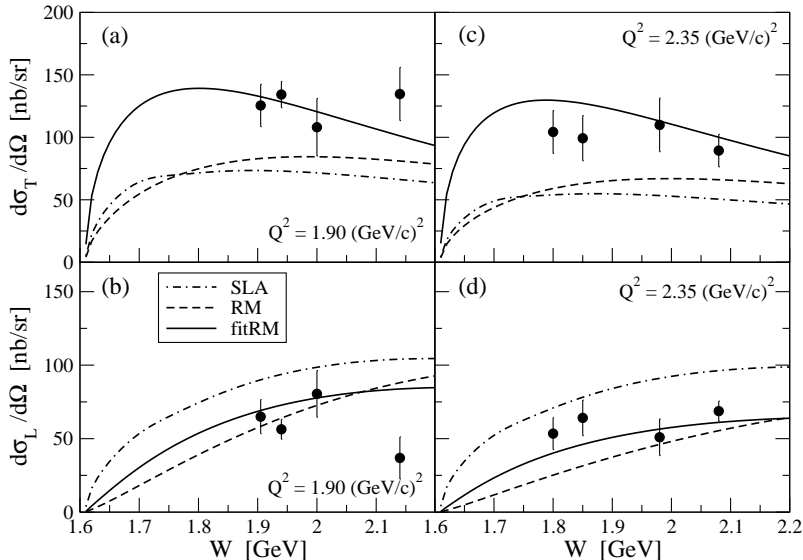 200
150
100
50
0
dσ_T/dΩ [nb/sr]
(a)
Q² = 1.90 (GeV/c)²
(c)
Q² = 2.35 (GeV/c)²
150
100
50
0
dσ_L/dΩ [nb/sr]
(b)
SLA
RM
fitRM
Q² = 1.90 (GeV/c)²
(d)
Q² = 2.35 (GeV/c)²
1.6 1.7 1.8 1.9 2 2.1 1.6 1.7 1.8 1.9 2 2.1 2.2
W [GeV] W [GeV]